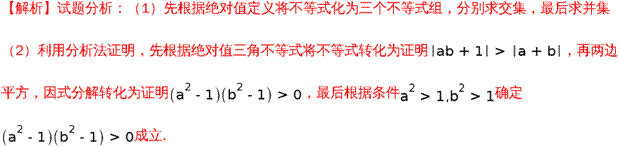 【解析】试题分析：（1）先根据绝对值定义将不等式化为三个不等式组，分别求交集，最后求并集
（2）利用分析法证明，先根据绝对值三角不等式将不等式转化为证明|ab + 1| > |a + b|，再两边
平方，因式分解转化为证明(a² - 1)(b² - 1) > 0，最后根据条件a² > 1,b² > 1确定
(a² - 1)(b² - 1) > 0成立.